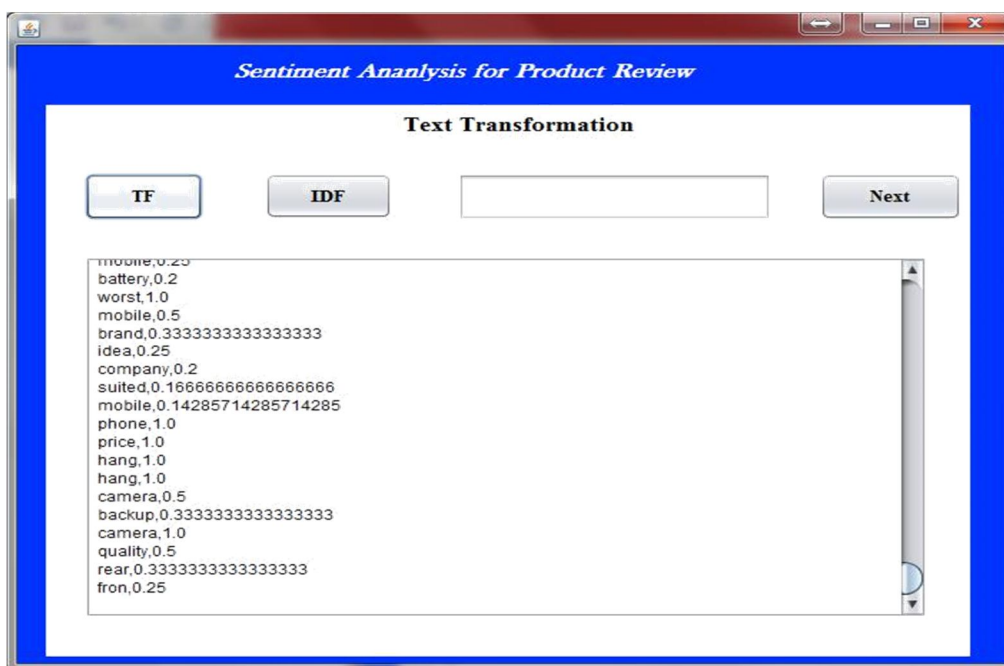 Sentiment Ananlysis for Product Review
Text Transformation
TF IDF Next
mobile,0.25
battery,0.2
worst,1.0
mobile,0.5
brand,0.3333333333333333
idea,0.25
company,0.2
suited,0.16666666666666666
mobile,0.14285714285714285
phone,1.0
price,1.0
hang,1.0
hang,1.0
camera,0.5
backup,0.3333333333333333
camera,1.0
quality,0.5
rear,0.3333333333333333
fron,0.25